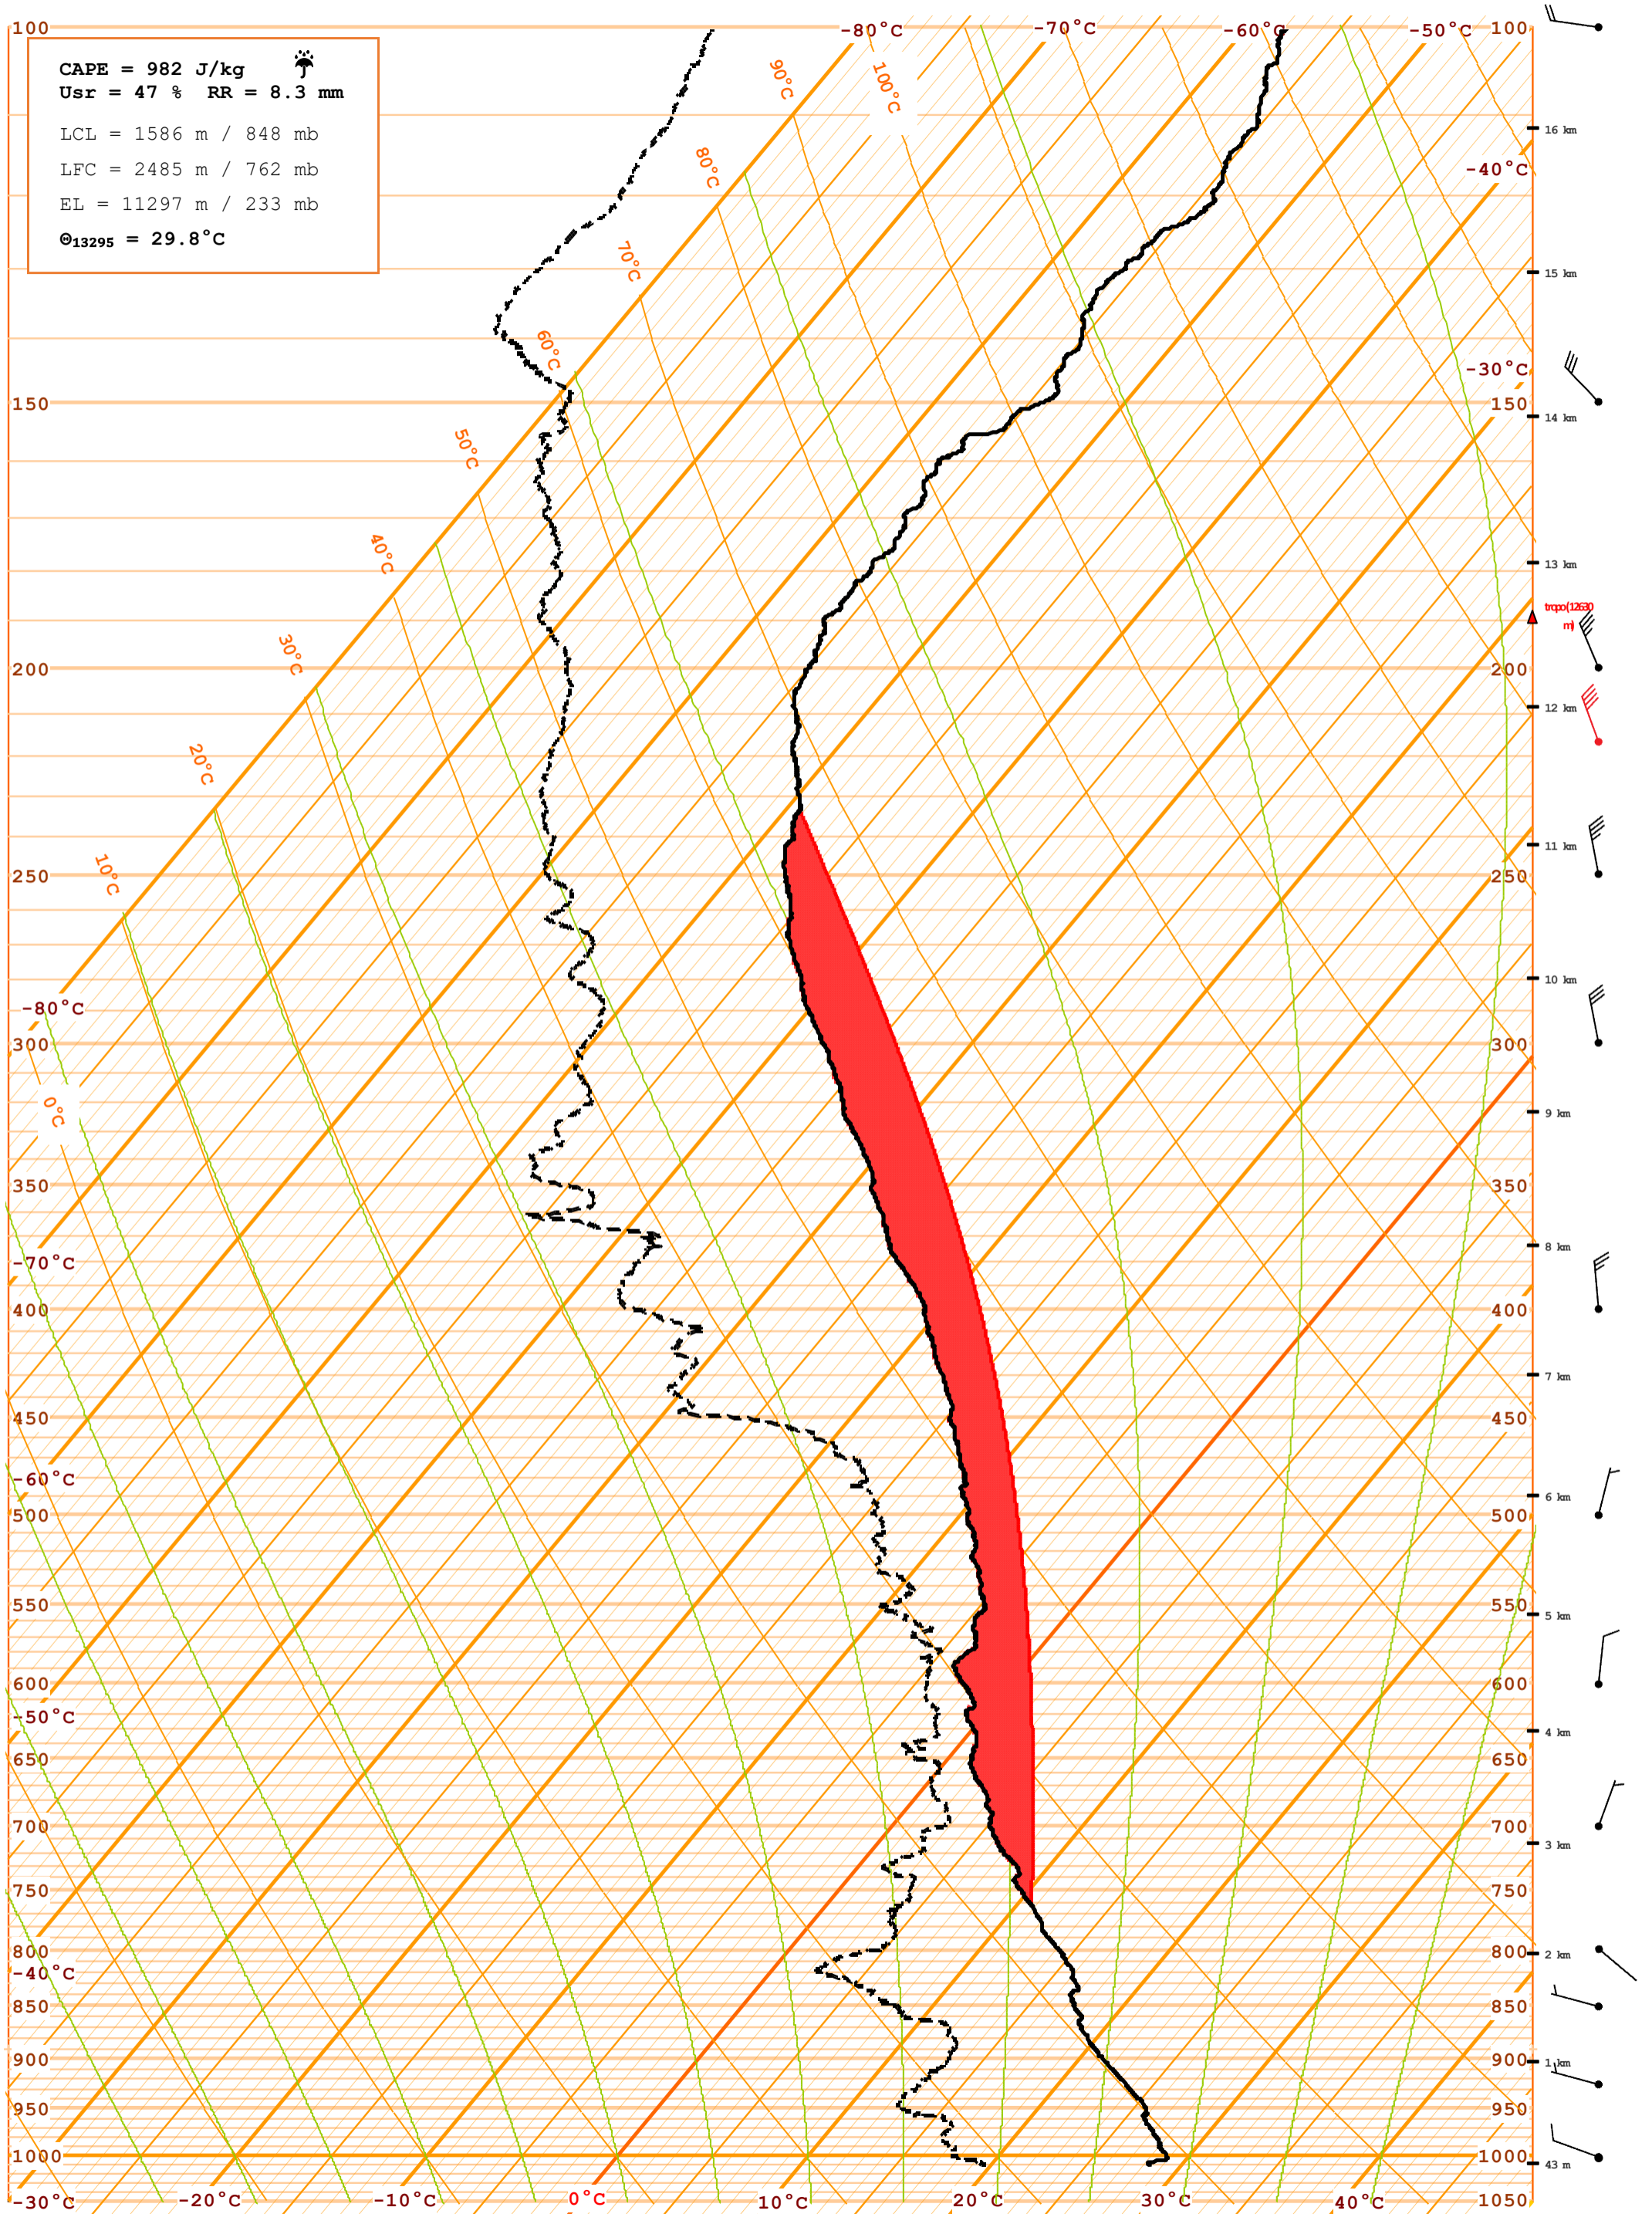 100 -80°C -70°C -60°C -50°C 100
CAPE = 982 J/kg
Usr = 47 % RR = 8.3 mm
LCL = 1586 m / 848 mb
LFC = 2485 m / 762 mb
EL = 11297 m / 233 mb
Θ13295 = 29.8°C
90°C 100°C
16 km
80°C -40°C
70°C 15 km
60°C -30°C
150 150
14 km
50°C
40°C 13 km
tropo(12630
m)
30°C
200 200
12 km
20°C
11 km
10°C 250 250
10 km
-80°C
300 300
0°C 9 km
350 350
-70°C 8 km
400 400
7 km
450 450
-60°C 6 km
500 500
550 550
5 km
600 600
-50°C 4 km
650 650
700 700
3 km
750 750
800 800 2 km
-40°C
850 850
900 900 1 km
950 950
1000 1000
43 m
-30°C -20°C -10°C 0°C 10°C 20°C 30°C 40°C 1050